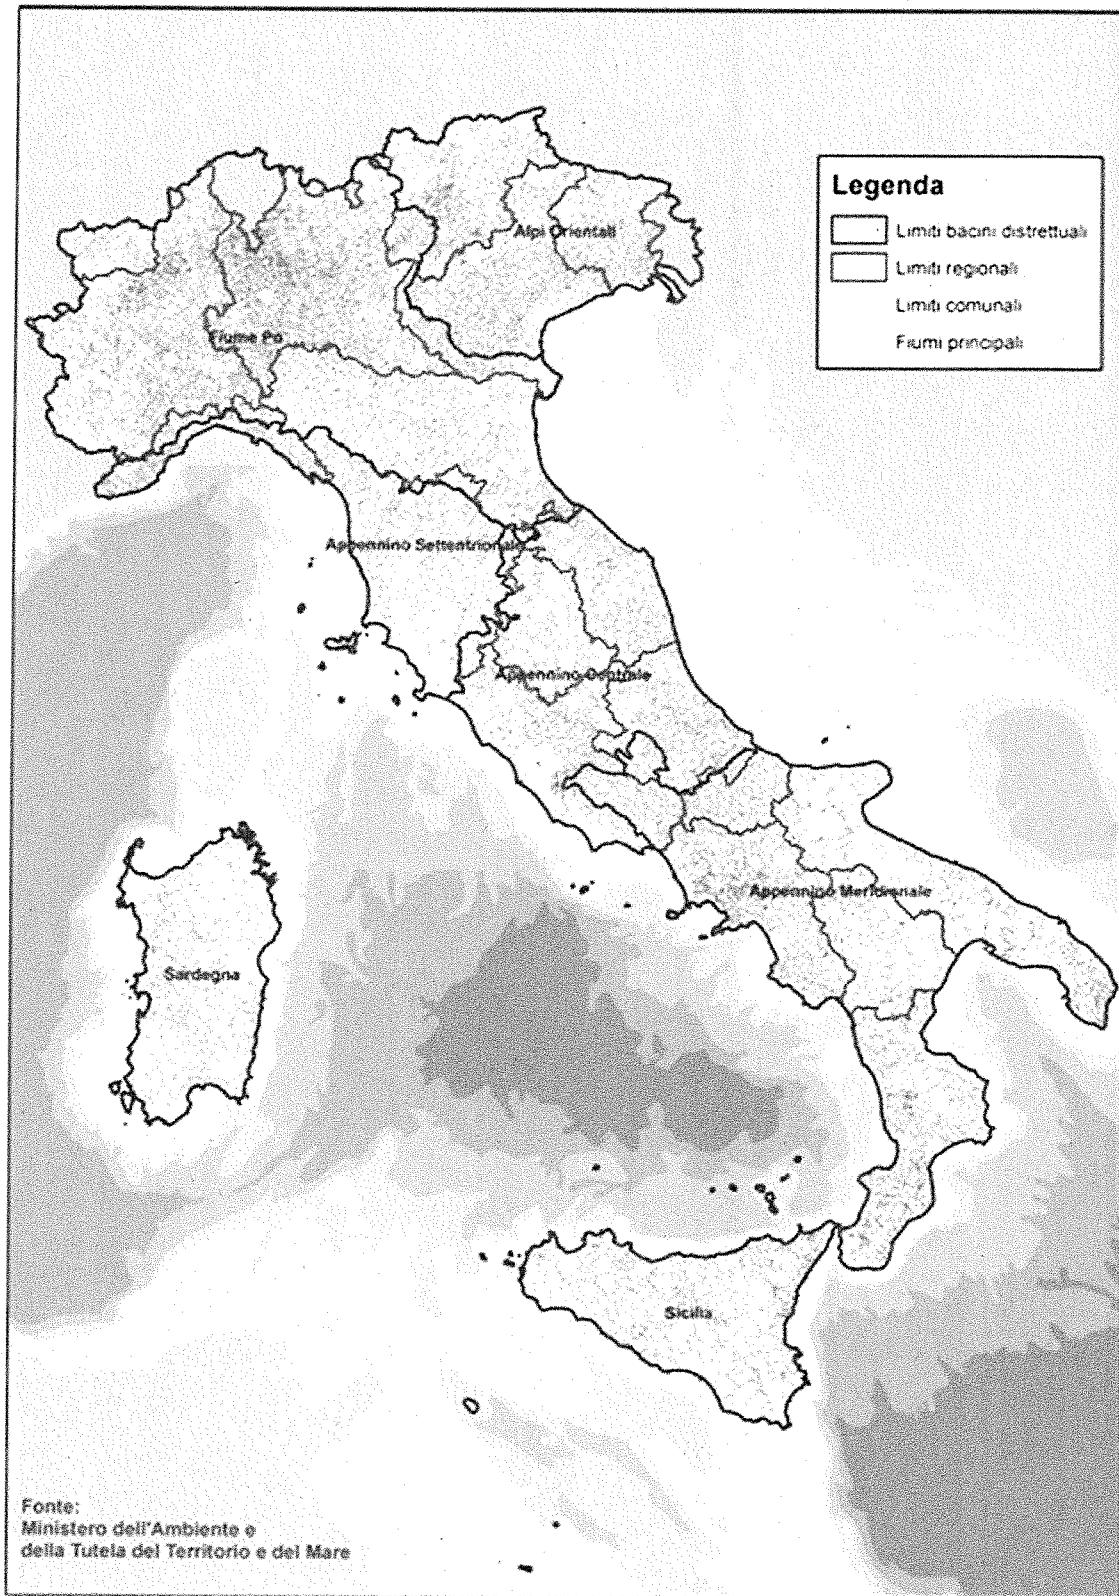 Legenda
Limiti bacini distrettuali
Limiti regionali
Limiti comunali
Fiumi principali
Alpi Orientali
Fiume Po
Appennino Settentrionale
Appennino Centrale
Appennino Meridionale
Sardegna
Sicilia
Fonte:
Ministero dell'Ambiente e
della Tutela del Territorio e del Mare